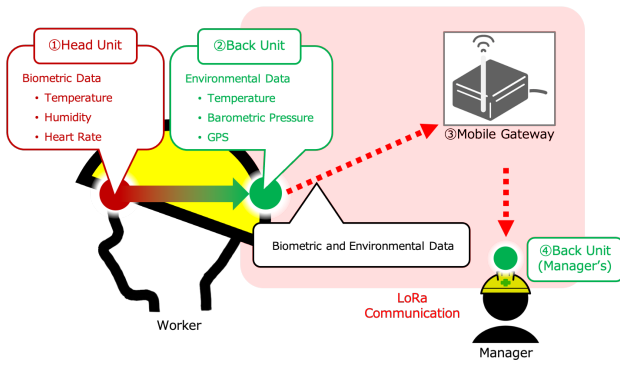 ①Head Unit
Biometric Data
・Temperature
・Humidity
・Heart Rate
②Back Unit
Environmental Data
・Temperature
・Barometric Pressure
・GPS
③Mobile Gateway
Biometric and Environmental Data
④Back Unit
(Manager's)
LoRa
Communication
Worker
Manager